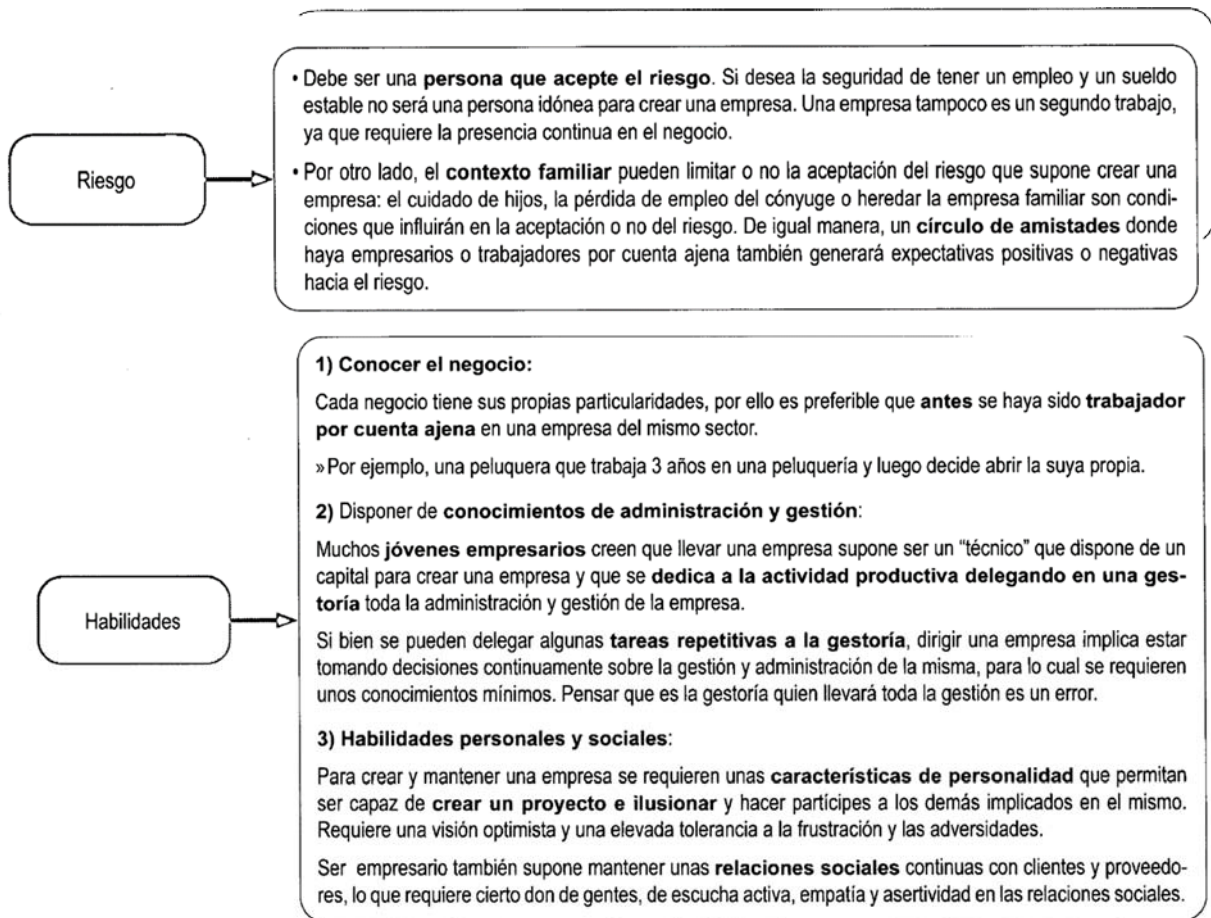 Riesgo
• Debe ser una persona que acepte el riesgo. Si desea la seguridad de tener un empleo y un sueldo
estable no será una persona idónea para crear una empresa. Una empresa tampoco es un segundo trabajo,
ya que requiere la presencia continua en el negocio.
• Por otro lado, el contexto familiar pueden limitar o no la aceptación del riesgo que supone crear una
empresa: el cuidado de hijos, la pérdida de empleo del cónyuge o heredar la empresa familiar son condi-
ciones que influirán en la aceptación o no del riesgo. De igual manera, un círculo de amistades donde
haya empresarios o trabajadores por cuenta ajena también generará expectativas positivas o negativas
hacia el riesgo.
Habilidades
1) Conocer el negocio:
Cada negocio tiene sus propias particularidades, por ello es preferible que antes se haya sido trabajador
por cuenta ajena en una empresa del mismo sector.
» Por ejemplo, una peluquera que trabaja 3 años en una peluquería y luego decide abrir la suya propia.
2) Disponer de conocimientos de administración y gestión:
Muchos jóvenes empresarios creen que llevar una empresa supone ser un “técnico” que dispone de un
capital para crear una empresa y que se dedica a la actividad productiva delegando en una ges-
toría toda la administración y gestión de la empresa.
Si bien se pueden delegar algunas tareas repetitivas a la gestoría, dirigir una empresa implica estar
tomando decisiones continuamente sobre la gestión y administración de la misma, para lo cual se requieren
unos conocimientos mínimos. Pensar que es la gestoría quien llevará toda la gestión es un error.
3) Habilidades personales y sociales:
Para crear y mantener una empresa se requieren unas características de personalidad que permitan
ser capaz de crear un proyecto e ilusionar y hacer partícipes a los demás implicados en el mismo.
Requiere una visión optimista y una elevada tolerancia a la frustración y las adversidades.
Ser empresario también supone mantener unas relaciones sociales continuas con clientes y proveedo-
res, lo que requiere cierto don de gentes, de escucha activa, empatía y asertividad en las relaciones sociales.